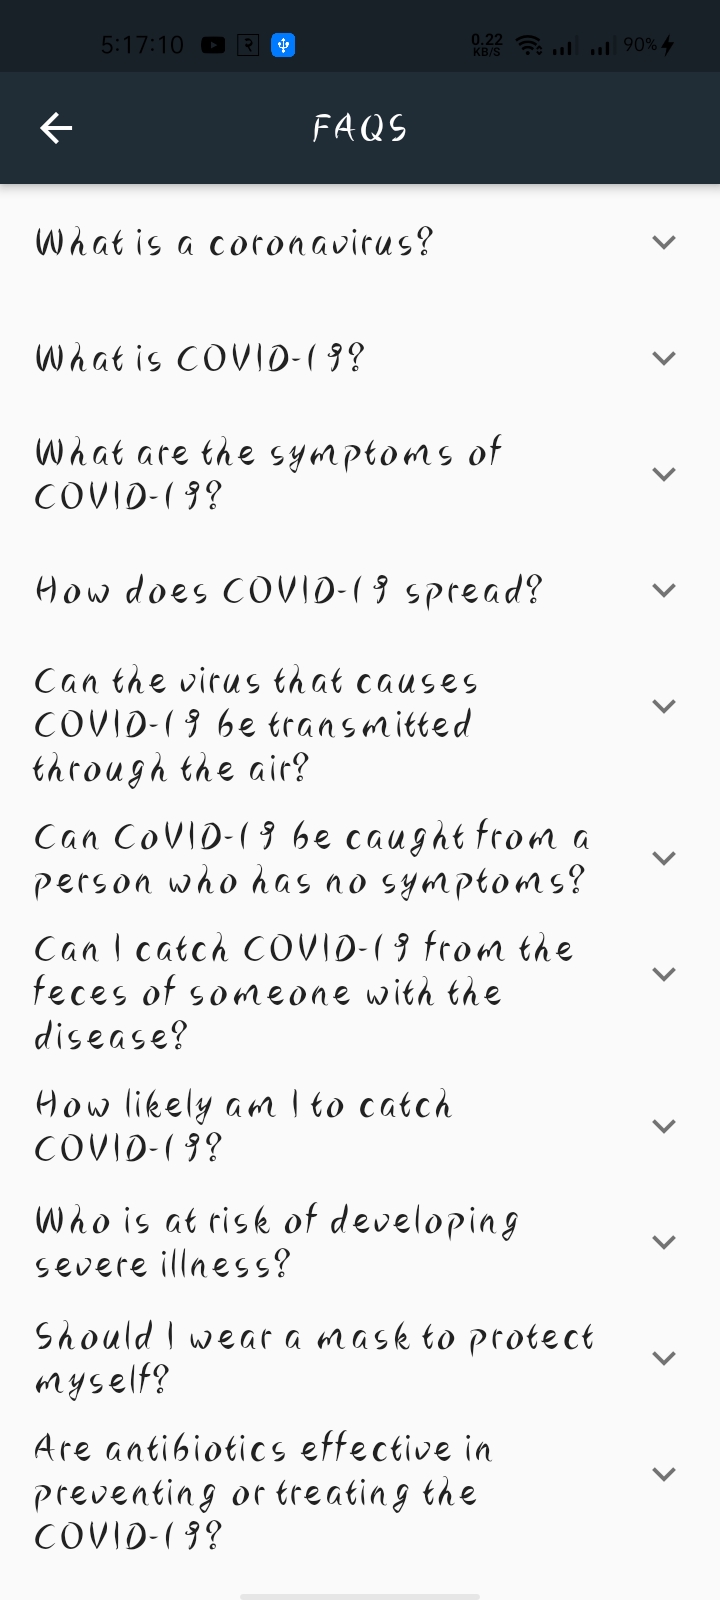 5:17:10
0.22
KB/S
90%
FAQS
What is a coronavirus?
What is COVID-19?
What are the symptoms of
COVID-19?
How does COVID-19 spread?
Can the virus that causes
COVID-19 be transmitted
through the air?
Can CoVID-19 be caught from a
person who has no symptoms?
Can I catch COVID-19 from the
feces of someone with the
disease?
How likely am I to catch
COVID-19?
Who is at risk of developing
severe illness?
Should I wear a mask to protect
myself?
Are antibiotics effective in
preventing or treating the
COVID-19?